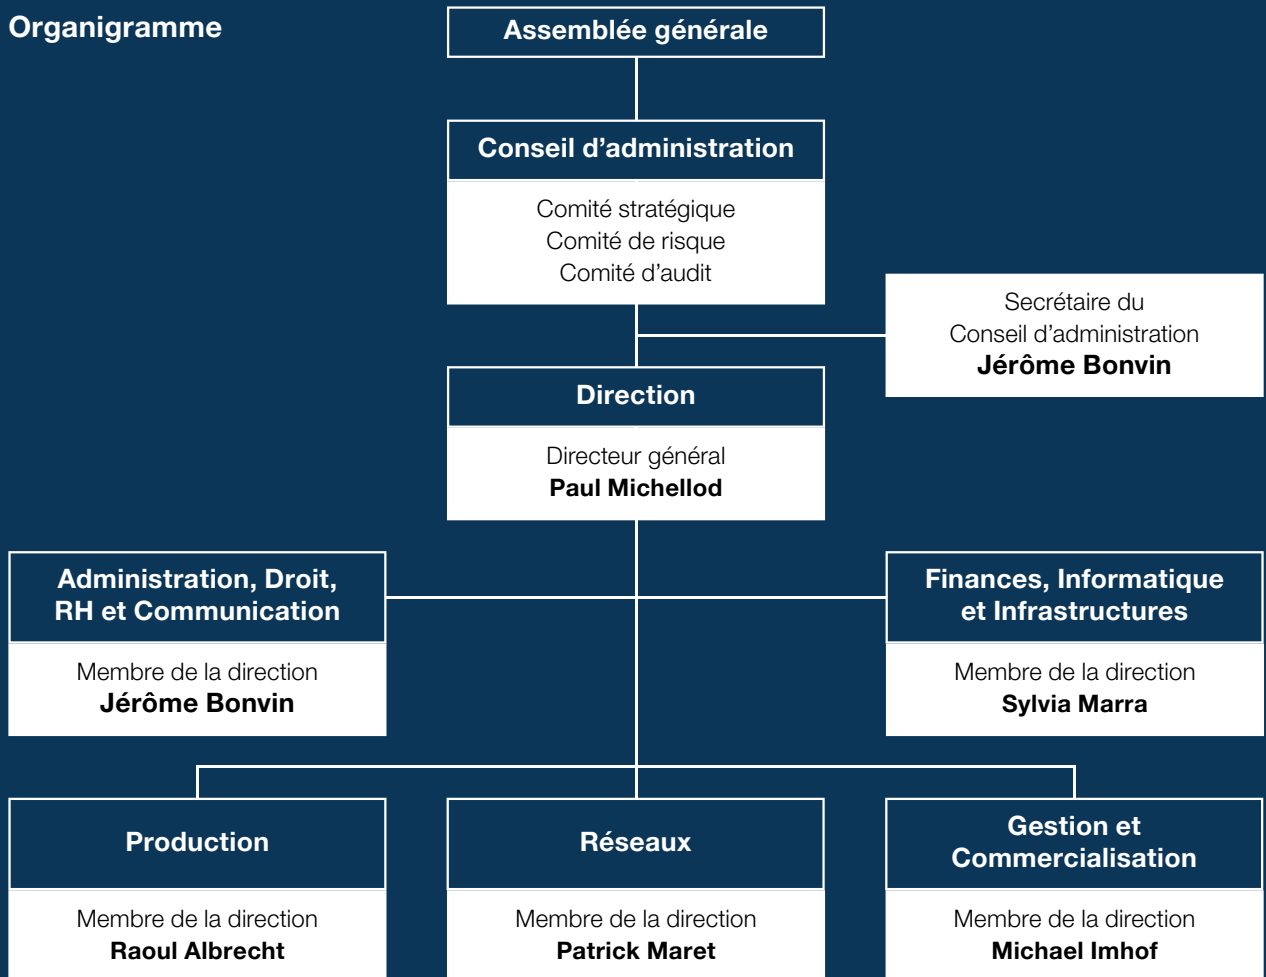 Organigramme
Assemblée générale
Conseil d’administration
Comité stratégique
Comité de risque
Comité d’audit
Secrétaire du
Conseil d’administration
Jérôme Bonvin
Direction
Directeur général
Paul Michellod
Administration, Droit,
RH et Communication
Membre de la direction
Jérôme Bonvin
Finances, Informatique
et Infrastructures
Membre de la direction
Sylvia Marra
Production
Membre de la direction
Raoul Albrecht
Réseaux
Membre de la direction
Patrick Maret
Gestion et
Commercialisation
Membre de la direction
Michael Imhof